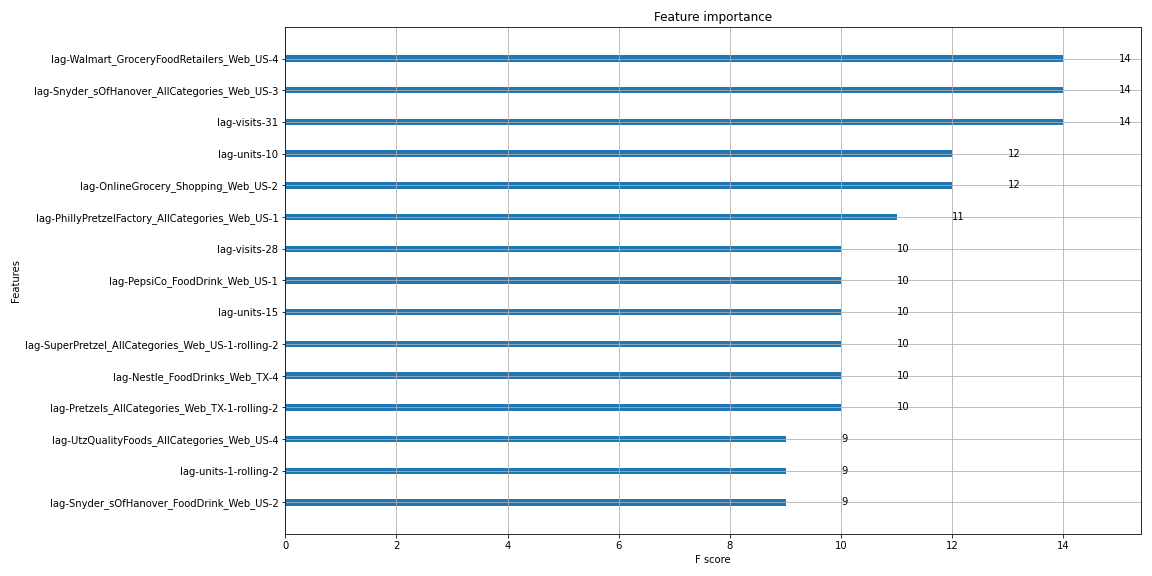 Feature importance
lag-Walmart_GroceryFoodRetailers_Web_US-4
14
lag-Snyder_sOfHanover_AllCategories_Web_US-3
14
lag-visits-31
14
lag-units-10
12
lag-OnlineGrocery_Shopping_Web_US-2
12
lag-PhillyPretzelFactory_AllCategories_Web_US-1
11
lag-visits-28
10
lag-PepsiCo_FoodDrink_Web_US-1
10
lag-units-15
10
lag-SuperPretzel_AllCategories_Web_US-1-rolling-2
10
lag-Nestle_FoodDrinks_Web_TX-4
10
lag-Pretzels_AllCategories_Web_TX-1-rolling-2
10
lag-UtzQualityFoods_AllCategories_Web_US-4
9
lag-units-1-rolling-2
9
lag-Snyder_sOfHanover_FoodDrink_Web_US-2
9
Features
0 2 4 6 8 10 12 14
F score